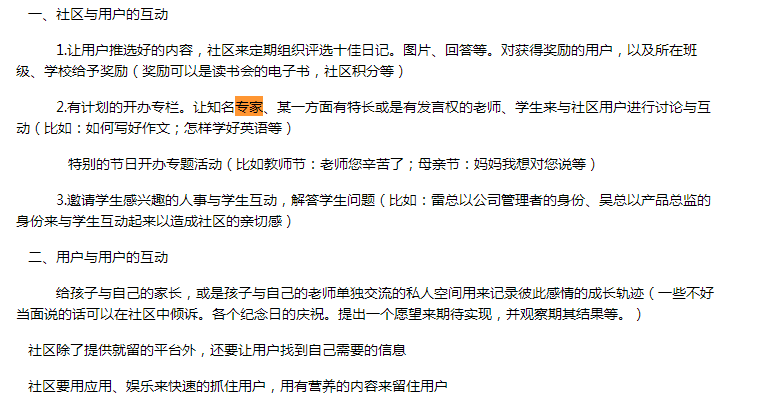 一、社区与用户的互动
1.让用户推选好的内容，社区来定期组织评选十佳日记。图片、回答等。对获得奖励的用户，以及所在班
级、学校给予奖励（奖励可以是读书会的电子书，社区积分等）
2.有计划的开办专栏。让知名专家、某一方面有特长或是有发言权的老师、学生来与社区用户进行讨论与互
动（比如：如何写好作文；怎样学好英语等）
特别的节日开办专题活动（比如教师节：老师您辛苦了；母亲节：妈妈我想对您说等）
3.邀请学生感兴趣的人事与学生互动，解答学生问题（比如：雷总以公司管理者的身份、吴总以产品总监的
身份来与学生互动起来以造成社区的亲切感）
二、用户与用户的互动
给孩子与自己的家长，或是孩子与自己的老师单独交流的私人空间用来记录彼此感情的成长轨迹（一些不好
当面说的话可以在社区中倾诉。各个纪念日的庆祝。提出一个愿望来期待实现，并观察期其结果等。）
社区除了提供就留的平台外，还要让用户找到自己需要的信息
社区要用应用、娱乐来快速的抓住用户，用有营养的内容来留住用户